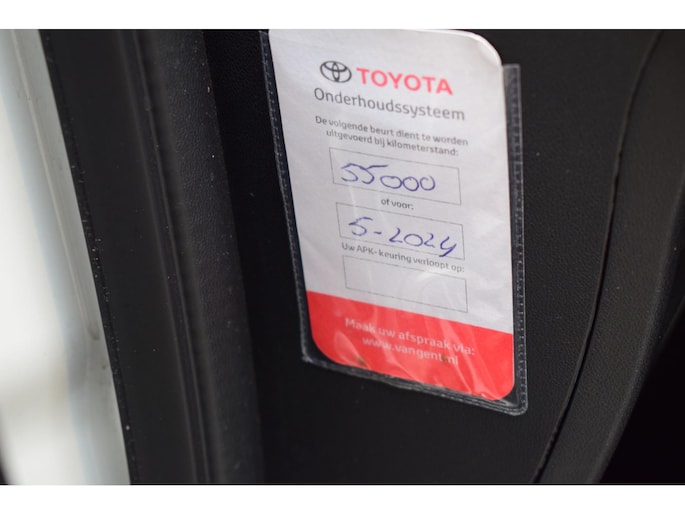 TOYOTA
Onderhoudssysteem
De volgende beurt dient te worden
uitgevoerd bij kilometerstand:
55000
of voor:
5-2024
Uw APK-keuring verloopt op:
Maak uw afspraak via:
www.vangent.nl